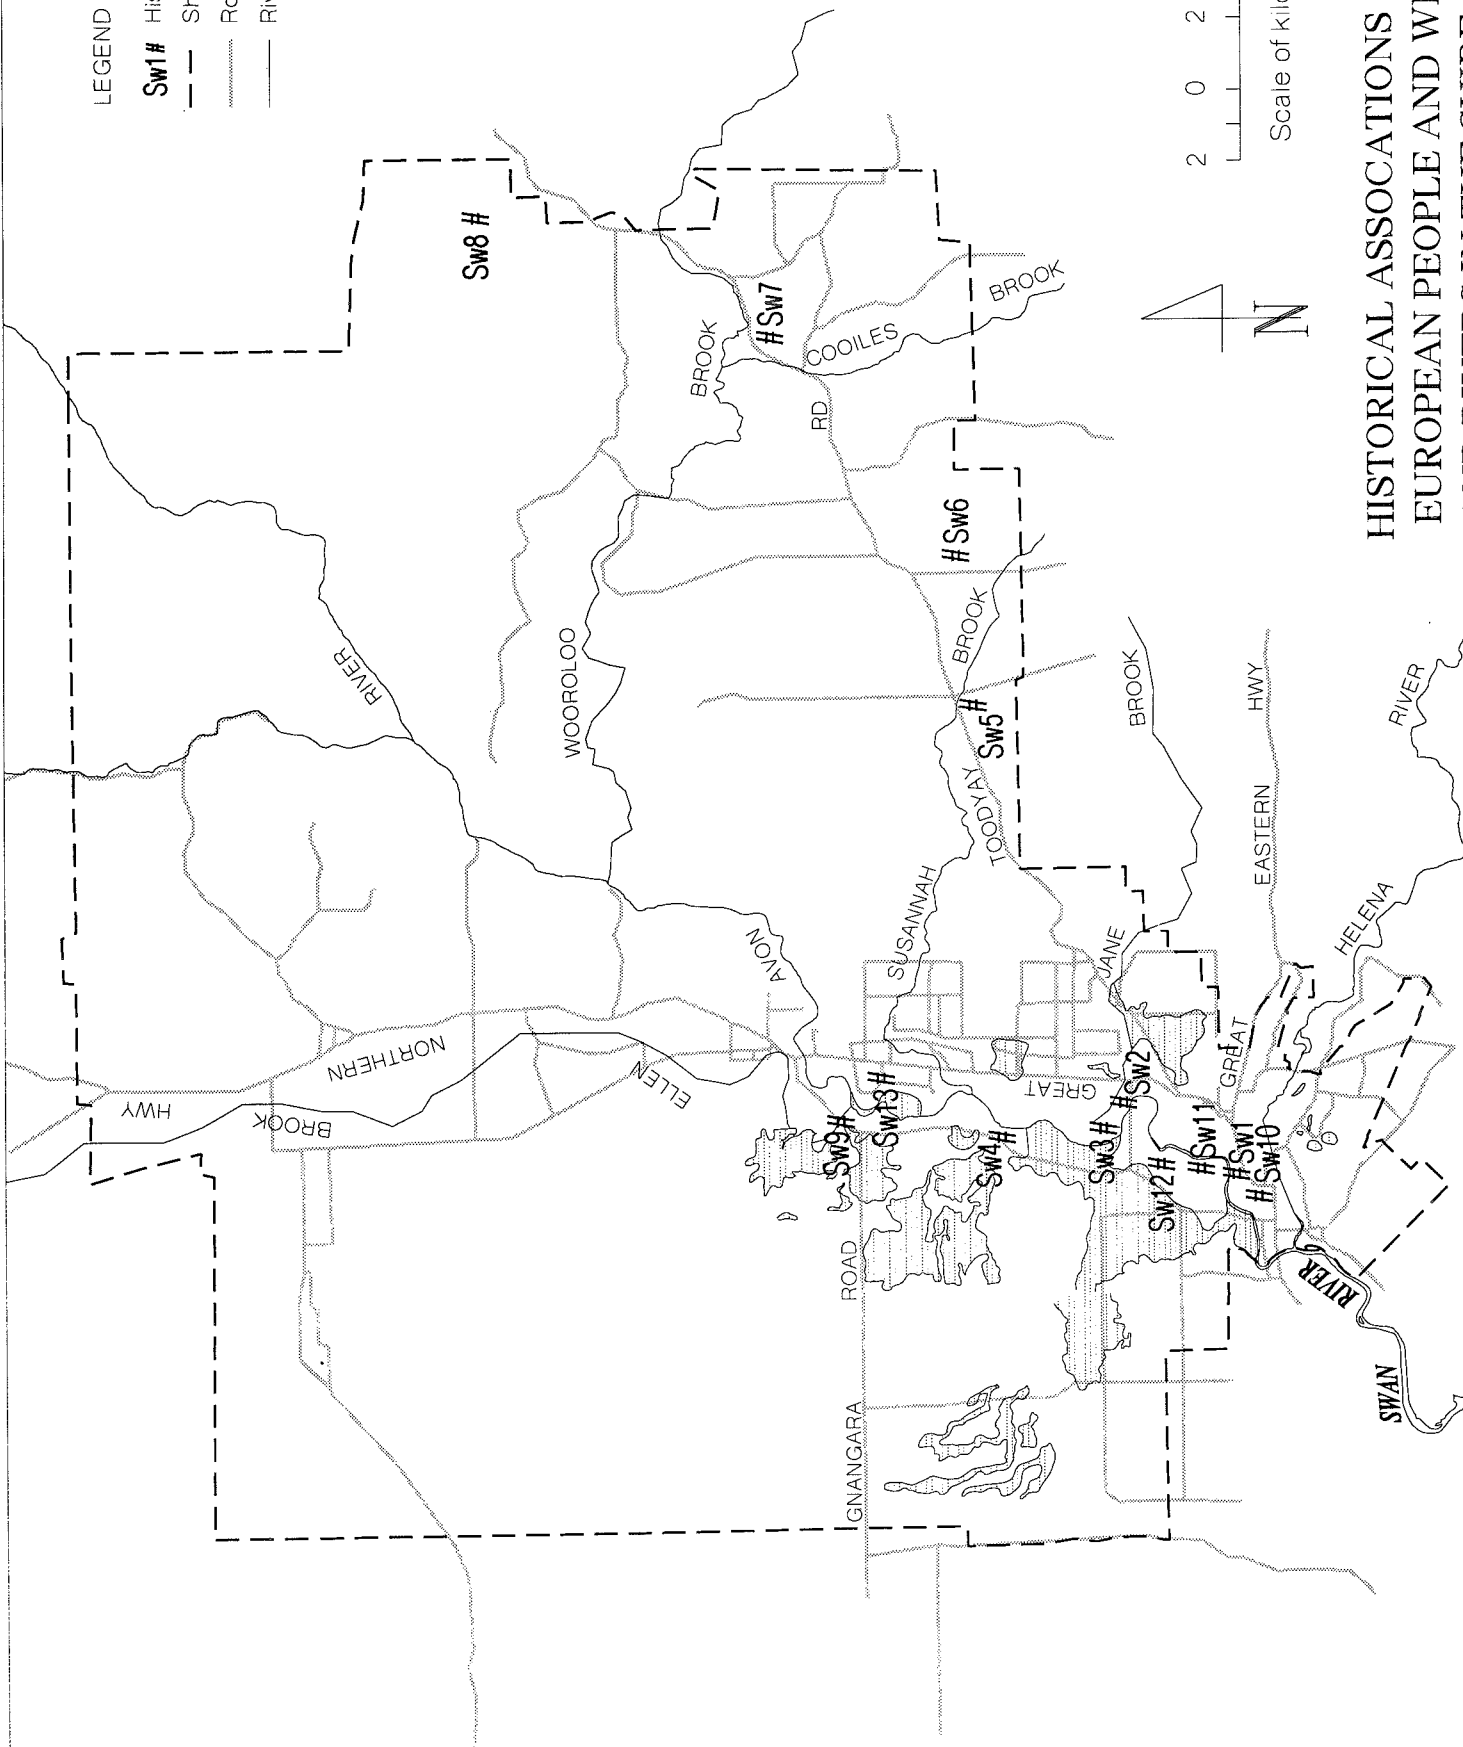 LEGEND
Sw1 #
HISTORICAL ASSOCATIONS
EUROPEAN PEOPLE AND
Scale of
2 0 2
N
Sw8 #
# Sw7
# Sw6
Sw5 #
Sw13 #
Sw9 #
Sw4 #
Sw3 #
# Sw2
Sw12 #
# Sw11
# Sw1
# Sw10
RIVER
WOOROLOO
BROOK
COOILES
BROOK
RD
BROOK
TOODYAY
SUSANNAH
AVON
NORTHERN
HWY
ELLEN
BROOK
GREAT
JANE
BROOK
GREAT
EASTERN
HWY
HELENA
RIVER
GNANGARA
ROAD
SWAN
RIVER